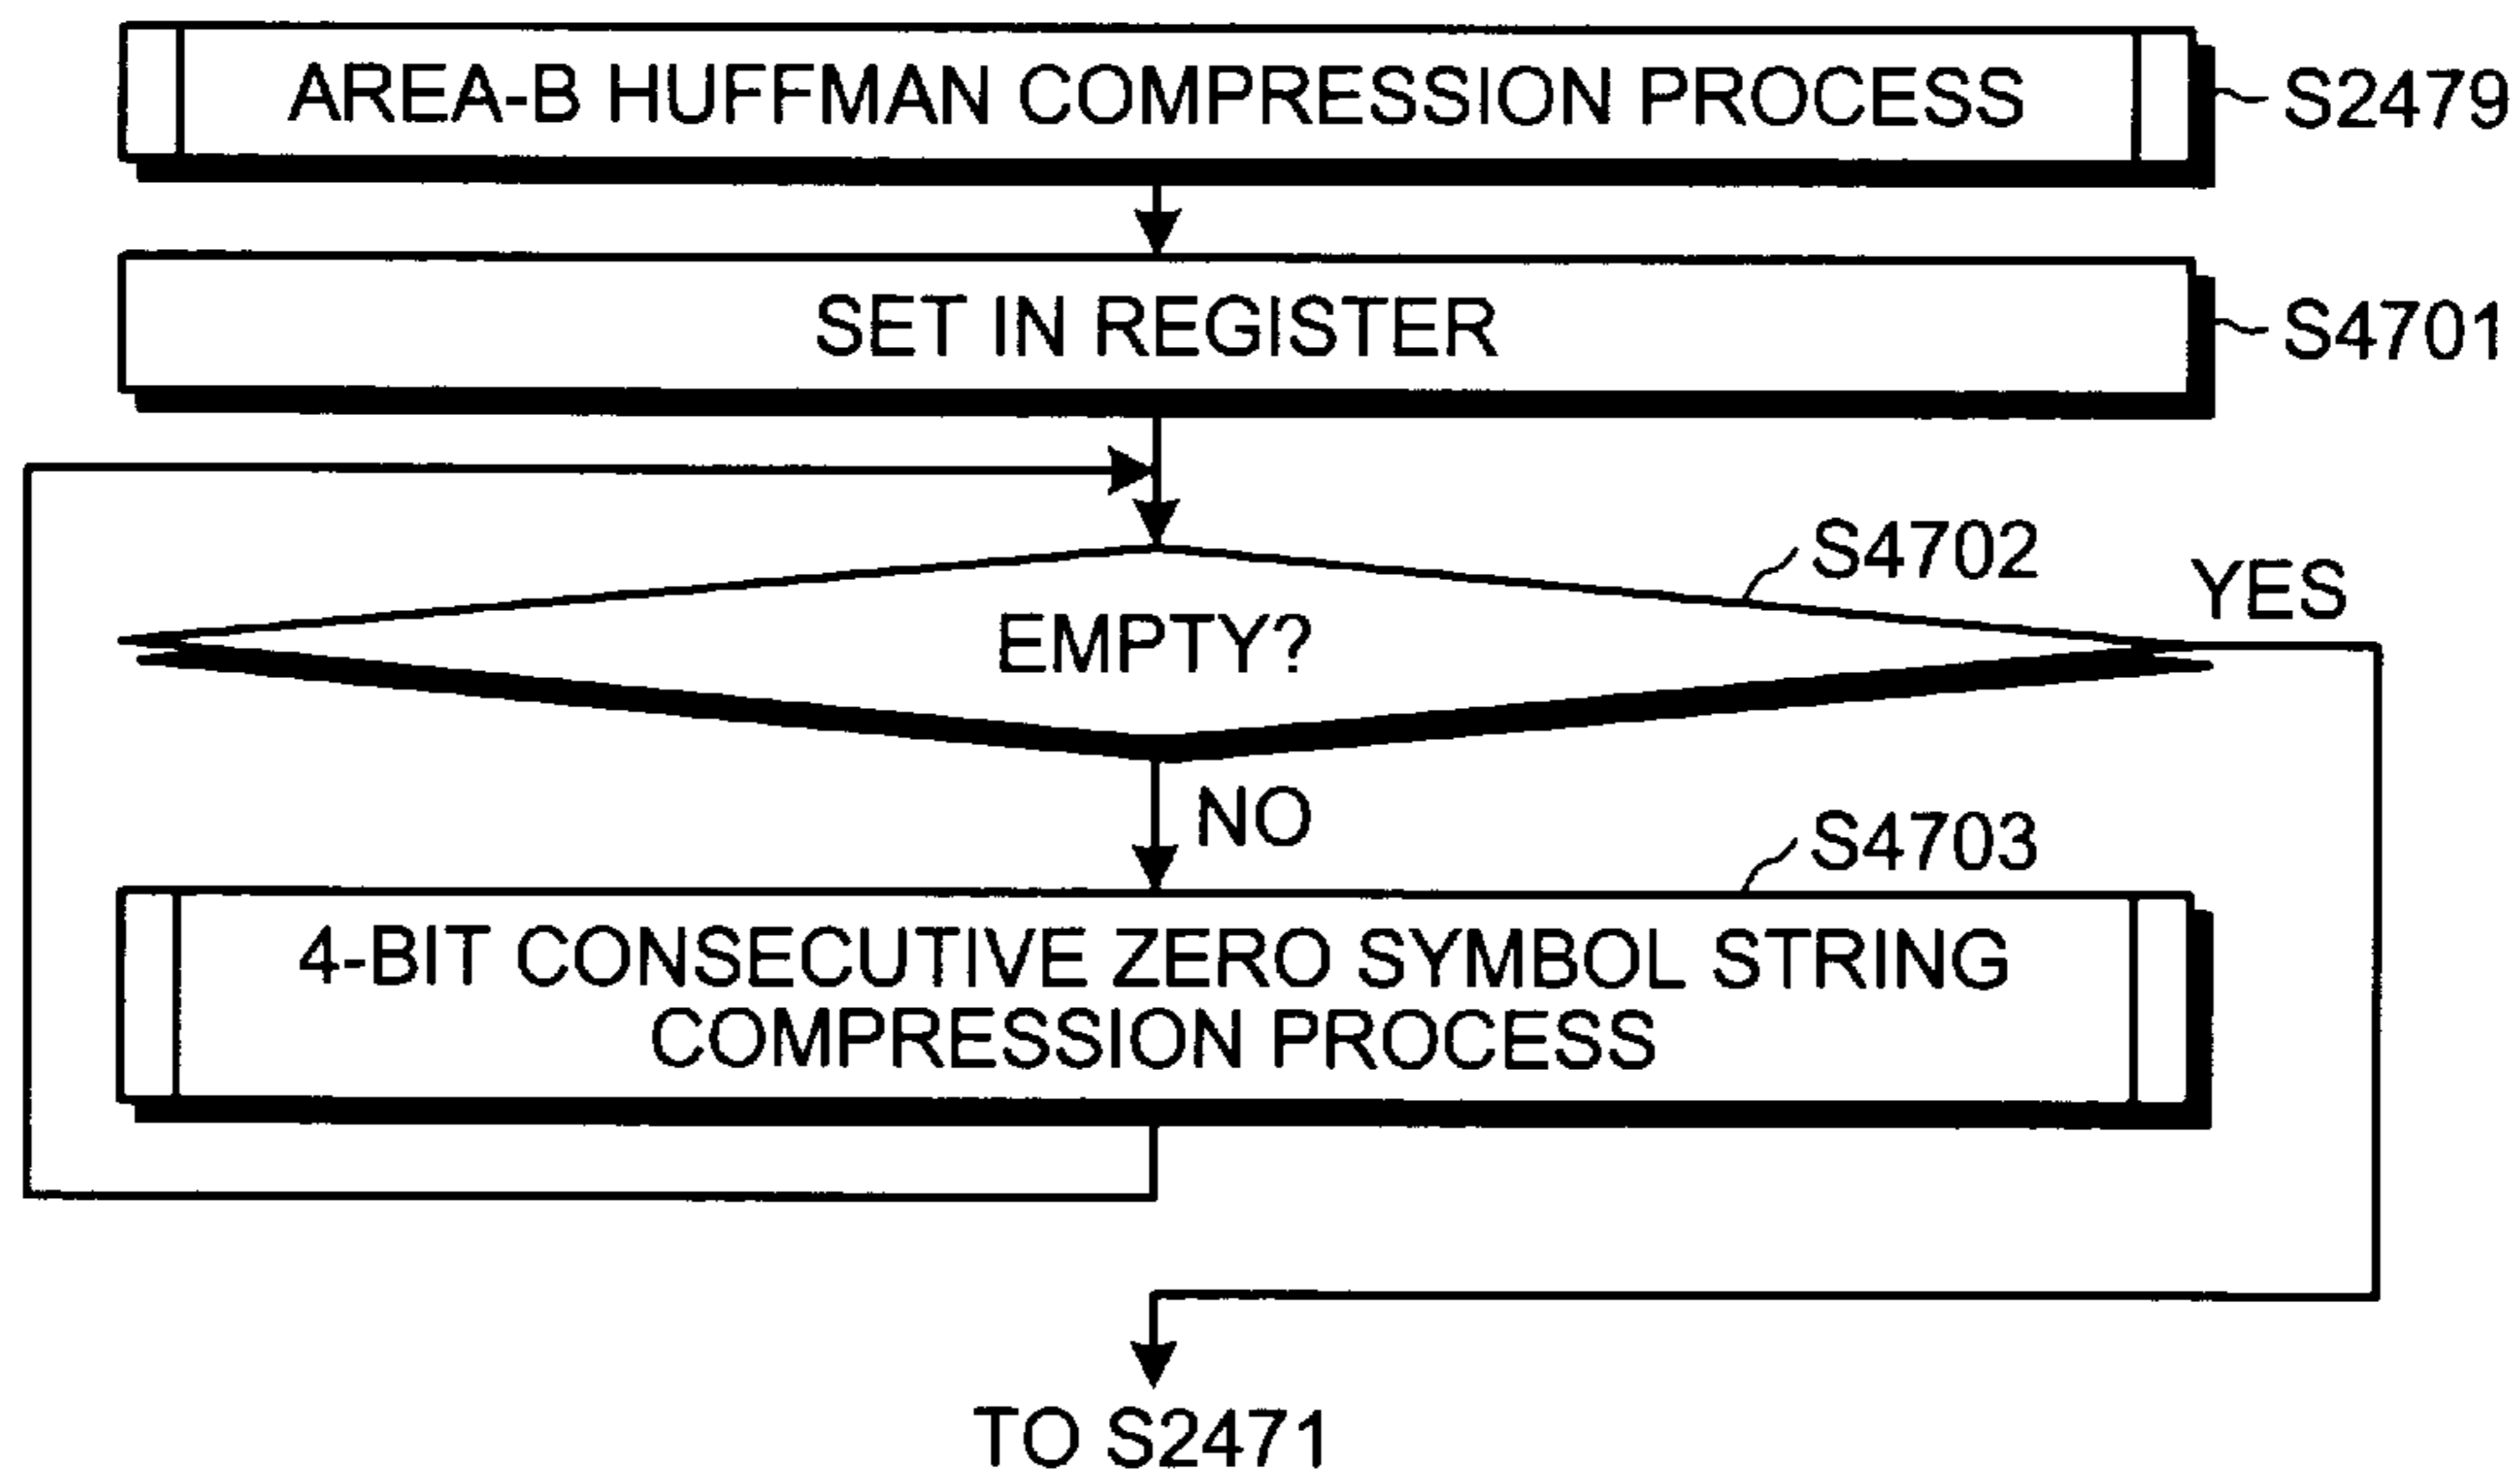 AREA-B HUFFMAN COMPRESSION PROCESS
S2479
SET IN REGISTER
S4701
S4702
YES
EMPTY?
NO
S4703
4-BIT CONSECUTIVE ZERO SYMBOL STRING
COMPRESSION PROCESS
TO S2471